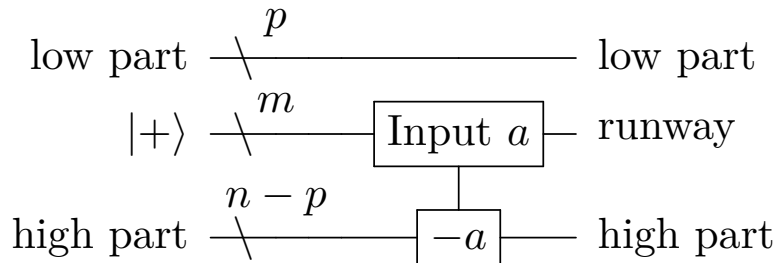 p
low part low part
m
|+⟩ Input a runway
n − p
high part −a high part